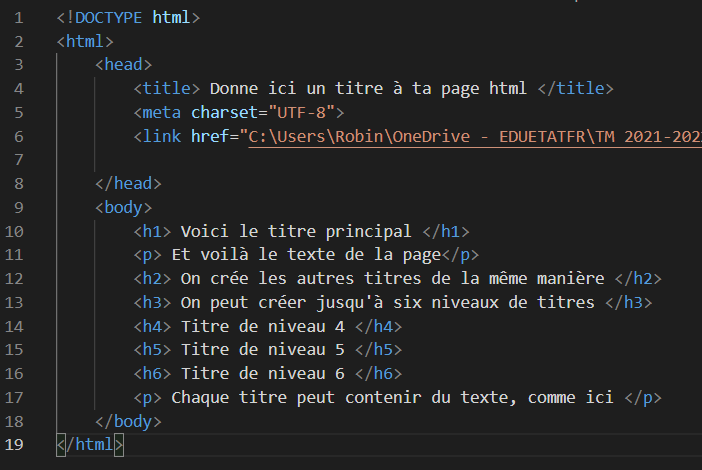 1 <!DOCTYPE html>
2 <html>
3 <head>
4 <title> Donne ici un titre à ta page html </title>
5 <meta charset="UTF-8">
6 <link href="C:\Users\Robin\OneDrive - EDUETATFR\TM 2021-202
7
8 </head>
9 <body>
10 <h1> Voici le titre principal </h1>
11 <p> Et voilà le texte de la page</p>
12 <h2> On crée les autres titres de la même manière </h2>
13 <h3> On peut créer jusqu'à six niveaux de titres </h3>
14 <h4> Titre de niveau 4 </h4>
15 <h5> Titre de niveau 5 </h5>
16 <h6> Titre de niveau 6 </h6>
17 <p> Chaque titre peut contenir du texte, comme ici </p>
18 </body>
19 </html>